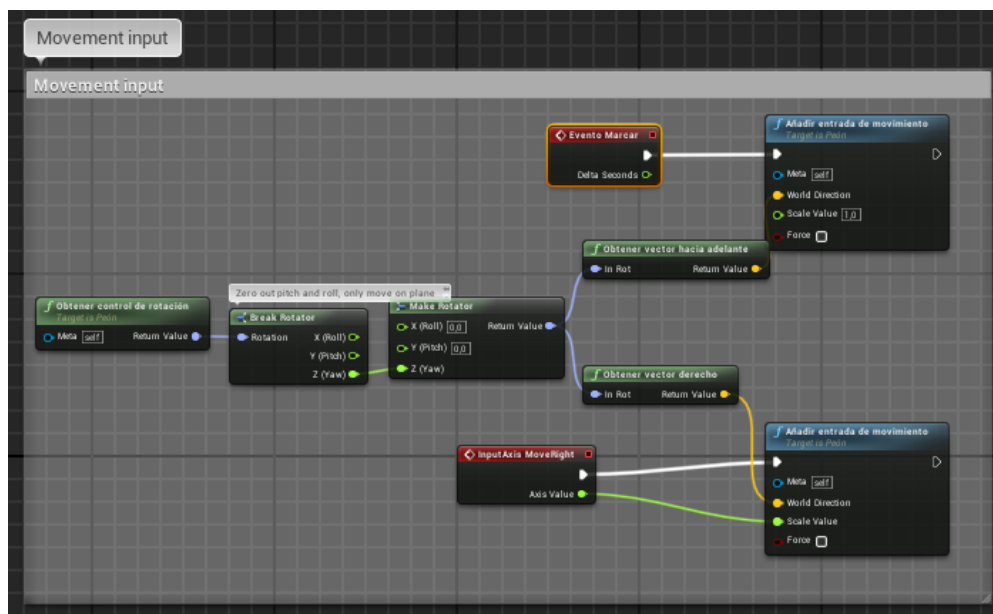 Movement input
Movement input
Evento Marcar
Delta Seconds
Añadir entrada de movimiento
Target is Peón
Meta self
World Direction
Scale Value 1,0
Force
Obtener vector hacia adelante
In Rot Return Value
Obtener control de rotación
Target is Peón
Meta self Return Value
Zero out pitch and roll, only move on plane
Break Rotator
Rotation X (Roll)
Y (Pitch)
Z (Yaw)
Make Rotator
X (Roll) 0,0 Return Value
Y (Pitch) 0,0
Z (Yaw)
Obtener vector derecho
In Rot Return Value
InputAxis MoveRight
Axis Value
Añadir entrada de movimiento
Target is Peón
Meta self
World Direction
Scale Value
Force